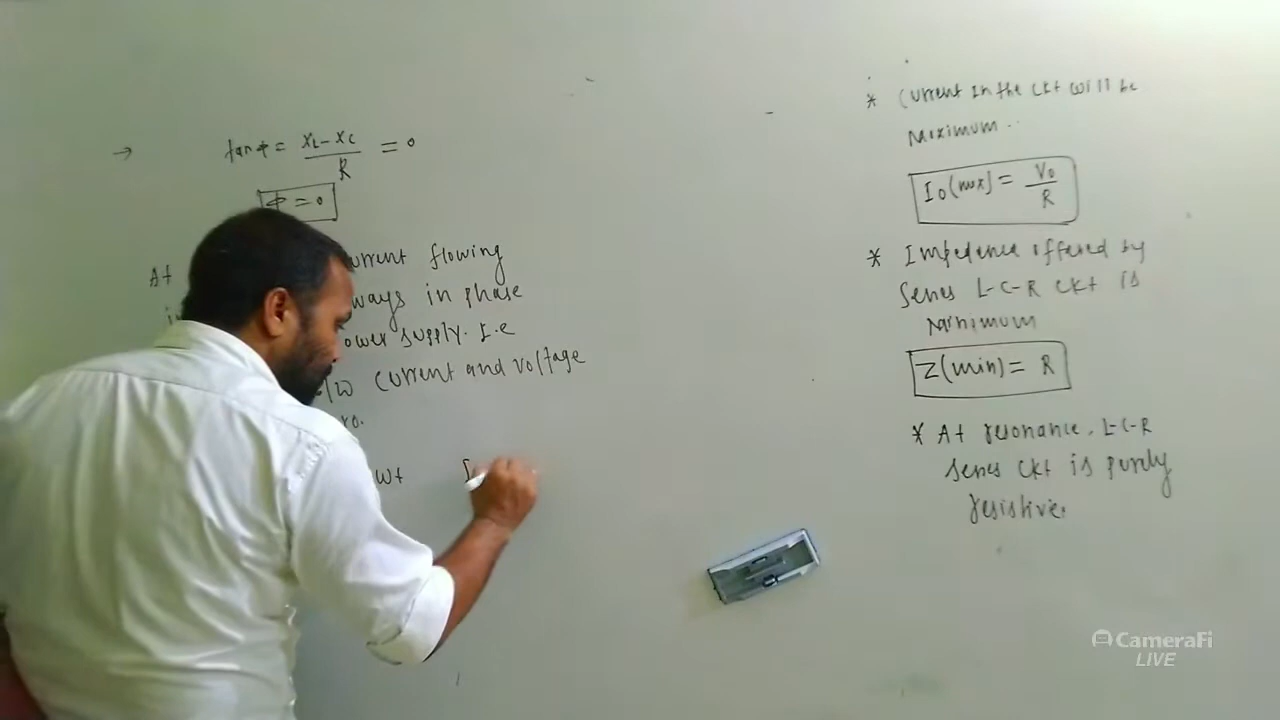 → tanφ = XL-XC / R = 0
φ = 0
At urrent flowing
ways in phase
ower supply. I.e
current and voltage
ro.
wt
* Current In the ckt will be
Maximum.
I0(max) = V0/R
* Impedence offered by
Series L-C-R ckt is
Minimum
Z(min) = R
* At resonance, L-C-R
series ckt is purely
resistive.
CameraFi
LIVE